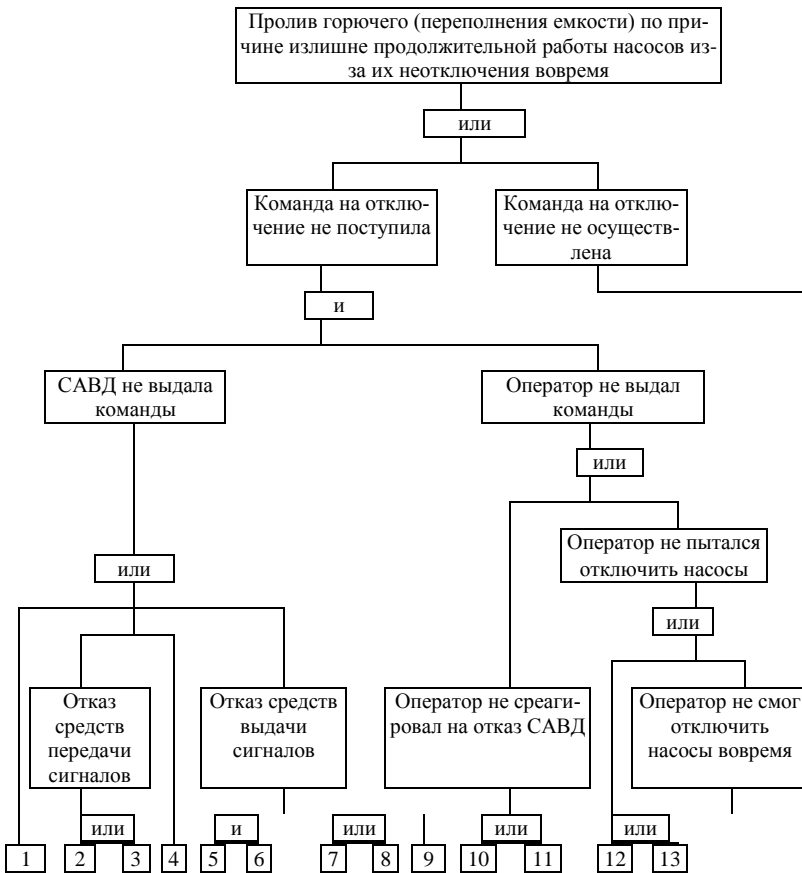 Пролив горючего (переполнения емкости) по при-
чине излишне продолжительной работы насосов из-
за их неотключения вовремя
или
Команда на отклю-
чение не поступила
Команда на отклю-
чение не осуществ-
лена
и
САВД не выдала
команды
Оператор не выдал
команды
или
Оператор не пытался
отключить насосы
или
или
Отказ
средств
передачи
сигналов
Отказ средств
выдачи
сигналов
Оператор не среаги-
ровал на отказ САВД
Оператор не смог
отключить
насосы вовремя
или
и
или
или
или
1
2
3
4
5
6
7
8
9
10
11
12
13